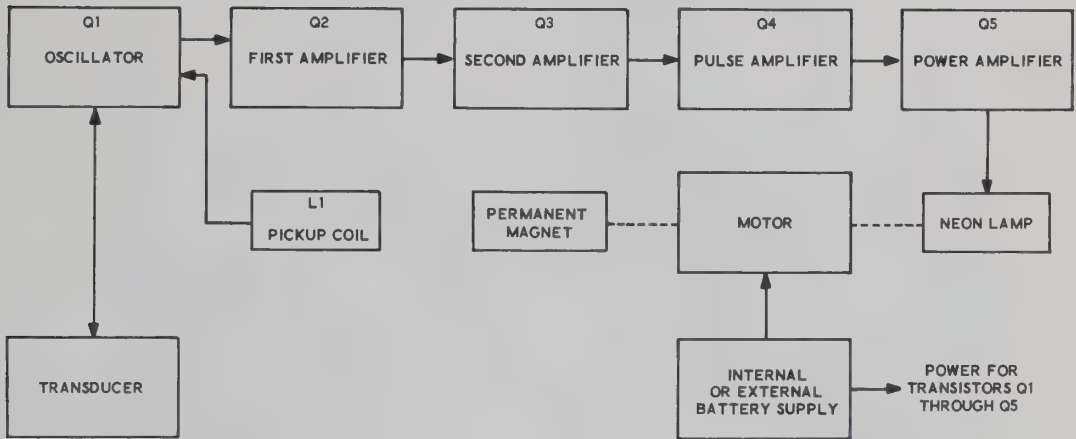 Q1
OSCILLATOR
Q2
FIRST AMPLIFIER
Q3
SECOND AMPLIFIER
Q4
PULSE AMPLIFIER
Q5
POWER AMPLIFIER
L1
PICKUP COIL
PERMANENT
MAGNET
MOTOR
NEON LAMP
TRANSDUCER
INTERNAL
OR EXTERNAL
BATTERY SUPPLY
POWER FOR
TRANSISTORS Q1
THROUGH Q5